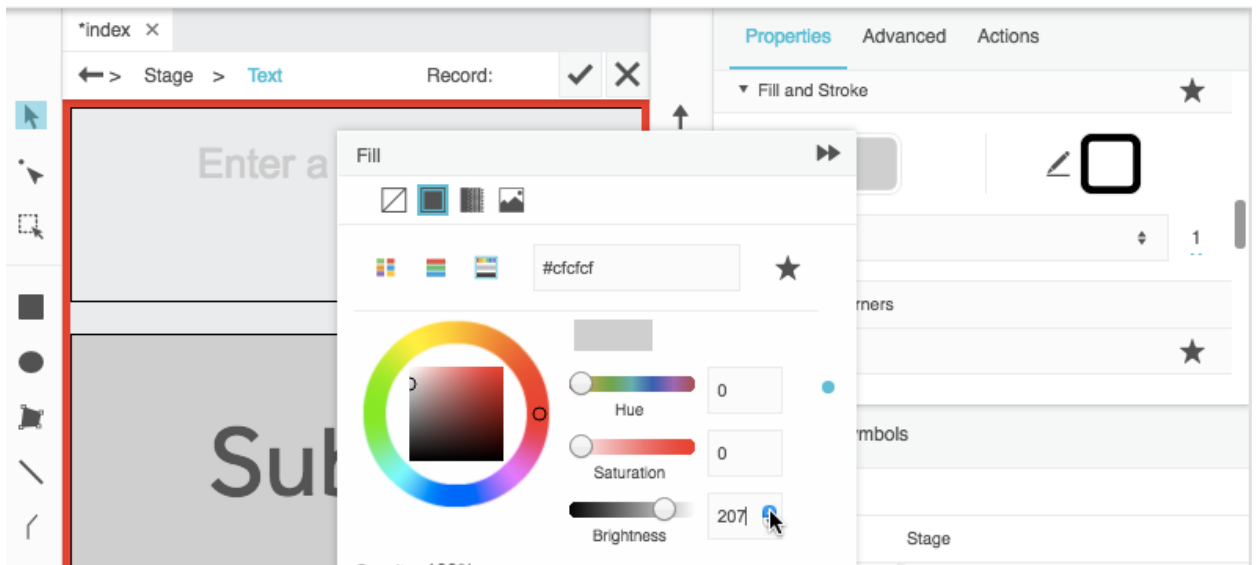 *index ×
Properties Advanced Actions
> Stage > Text Record:
Fill and Stroke
Enter a
Fill
1
#cfcfcf
rners
0
Hue
0
Saturation
mbols
207
Brightness
Stage